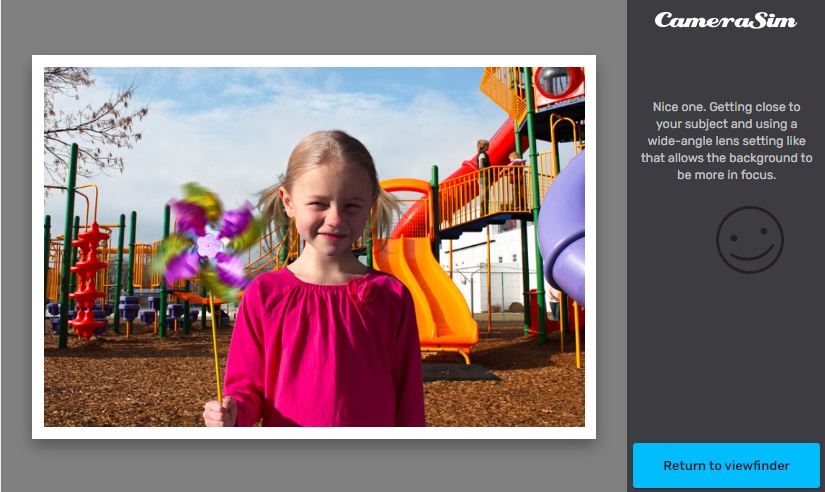 CameraSim
Nice one. Getting close to
your subject and using a
wide-angle lens setting like
that allows the background to
be more in focus.
Return to viewfinder